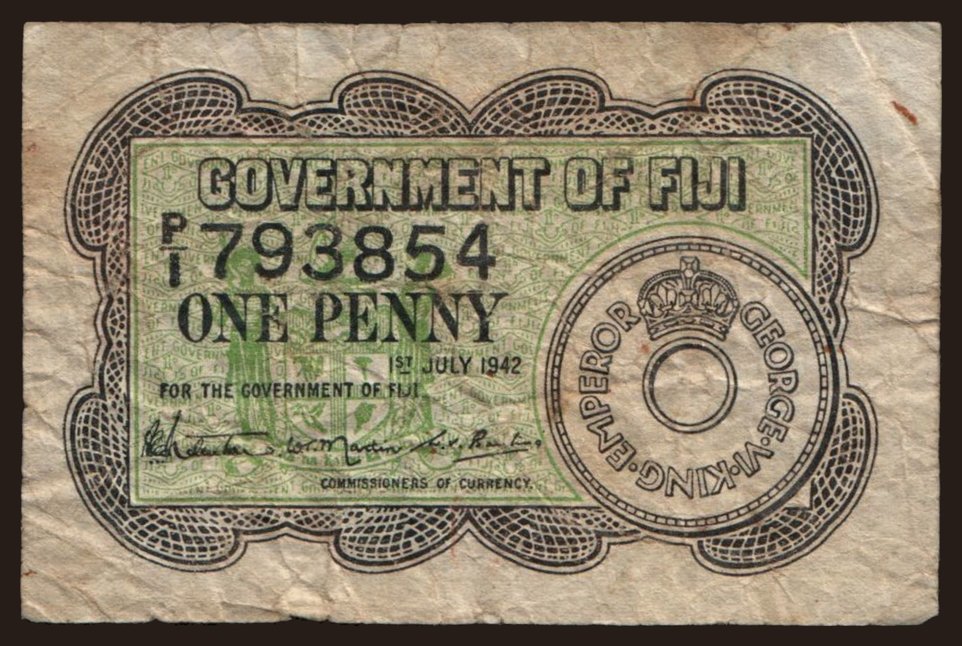 GOVERNMENT OF FIJI
P/1 793854
ONE PENNY
1ST JULY 1942
FOR THE GOVERNMENT OF FIJI.
W. Martin
COMMISSIONERS OF CURRENCY.
GEORGE·VI·KING·EMPEROR